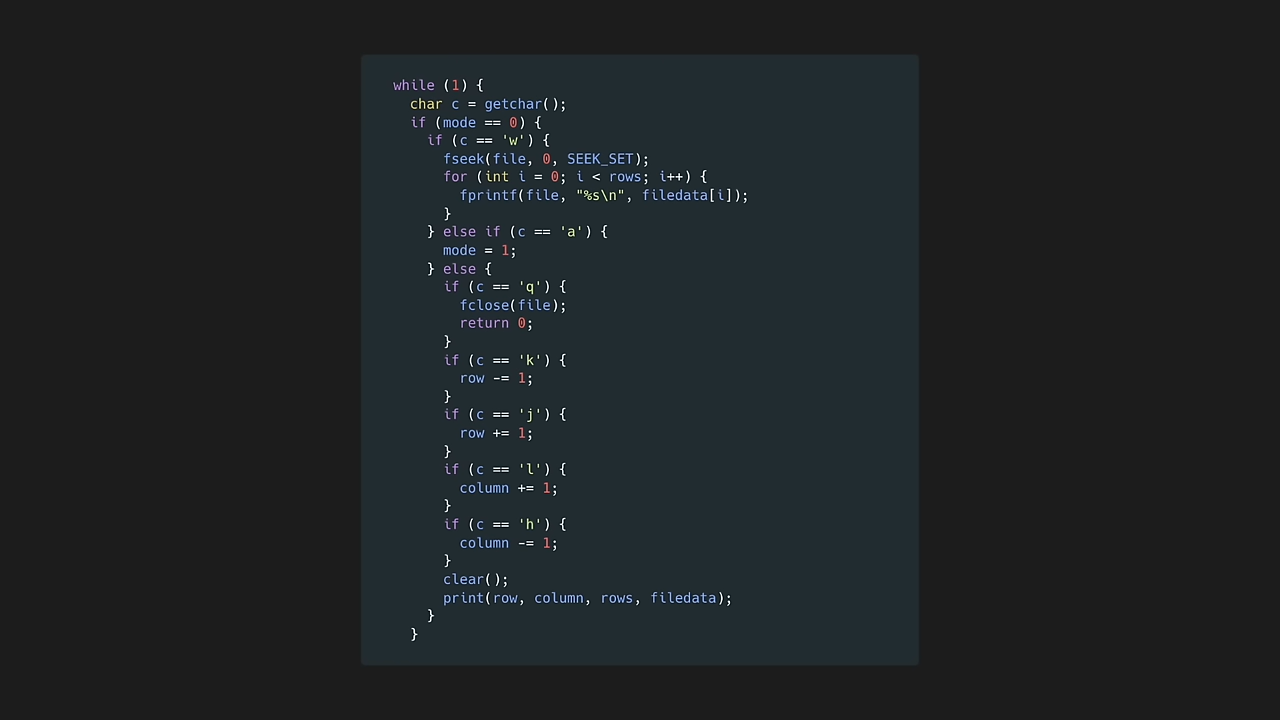 while (1) {
  char c = getchar();
  if (mode == 0) {
    if (c == 'w') {
      fseek(file, 0, SEEK_SET);
      for (int i = 0; i < rows; i++) {
        fprintf(file, "%s\n", filedata[i]);
      }
    } else if (c == 'a') {
      mode = 1;
    } else {
      if (c == 'q') {
        fclose(file);
        return 0;
      }
      if (c == 'k') {
        row -= 1;
      }
      if (c == 'j') {
        row += 1;
      }
      if (c == 'l') {
        column += 1;
      }
      if (c == 'h') {
        column -= 1;
      }
      clear();
      print(row, column, rows, filedata);
    }
  }